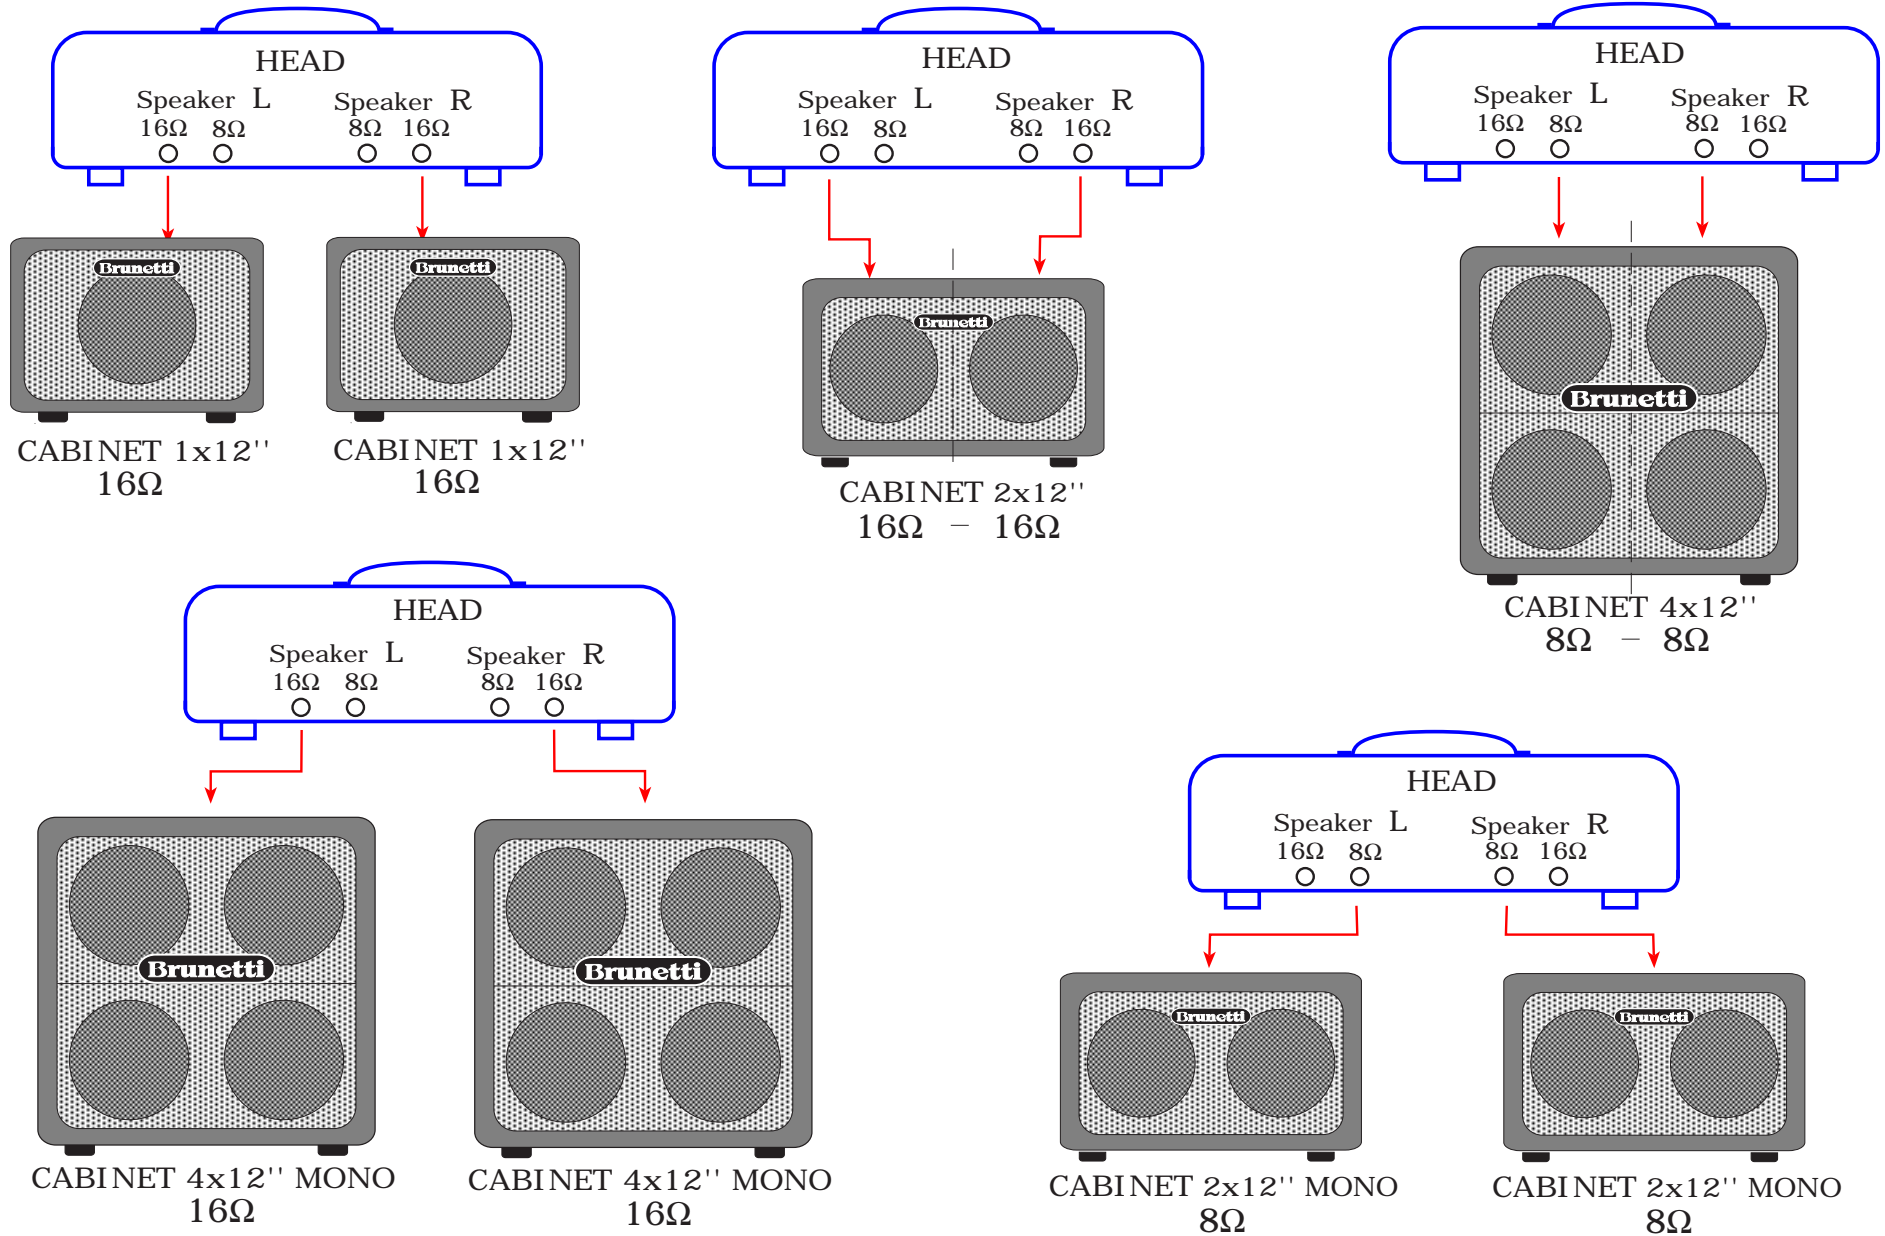 HEAD
Speaker L
Speaker R
16Ω 8Ω
8Ω 16Ω
Brunetti
Brunetti
CABINET 1x12''
16Ω
CABINET 1x12''
16Ω
HEAD
Speaker L
Speaker R
16Ω 8Ω
8Ω 16Ω
Brunetti
CABINET 2x12''
16Ω – 16Ω
HEAD
Speaker L
Speaker R
16Ω 8Ω
8Ω 16Ω
Brunetti
CABINET 4x12''
8Ω – 8Ω
HEAD
Speaker L
Speaker R
16Ω 8Ω
8Ω 16Ω
Brunetti
Brunetti
CABINET 4x12'' MONO
16Ω
CABINET 4x12'' MONO
16Ω
HEAD
Speaker L
Speaker R
16Ω 8Ω
8Ω 16Ω
Brunetti
Brunetti
CABINET 2x12'' MONO
8Ω
CABINET 2x12'' MONO
8Ω